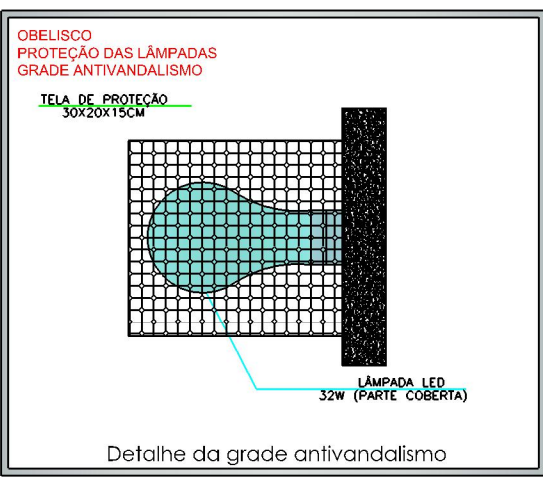 OBELISCO
PROTEÇÃO DAS LÂMPADAS
GRADE ANTIVANDALISMO
TELA DE PROTEÇÃO
30X20X15CM
LÂMPADA LED
32W (PARTE COBERTA)
Detalhe da grade antivandalismo